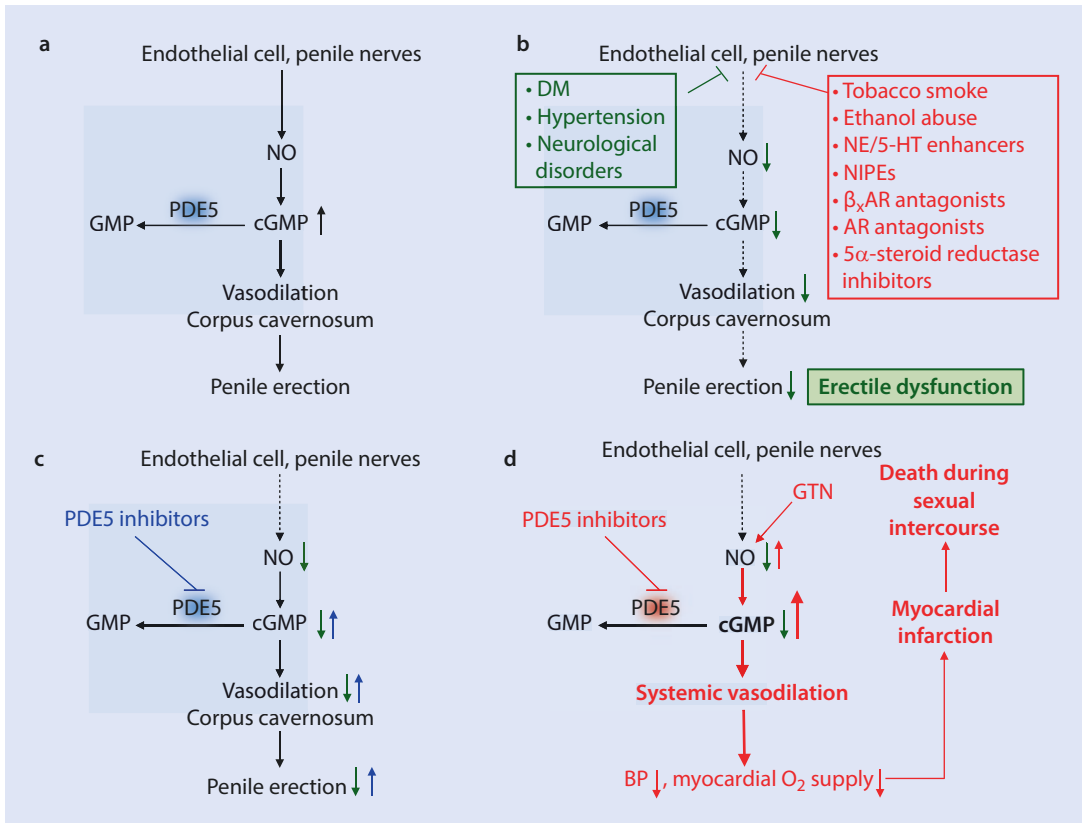 a
Endothelial cell, penile nerves
NO
PDE5
GMP
cGMP
Vasodilation
Corpus cavernosum
Penile erection
b
Endothelial cell, penile nerves
• DM
• Hypertension
• Neurological
disorders
• Tobacco smoke
• Ethanol abuse
• NE/5-HT enhancers
• NIPEs
• βxAR antagonists
• AR antagonists
• 5α-steroid reductase
inhibitors
NO
PDE5
GMP
cGMP
Vasodilation
Corpus cavernosum
Penile erection
Erectile dysfunction
c
Endothelial cell, penile nerves
PDE5 inhibitors
NO
PDE5
GMP
cGMP
Vasodilation
Corpus cavernosum
Penile erection
d
Endothelial cell, penile nerves
GTN
PDE5 inhibitors
NO
PDE5
GMP
cGMP
Systemic vasodilation
BP , myocardial O₂ supply
Myocardial
infarction
Death during
sexual
intercourse